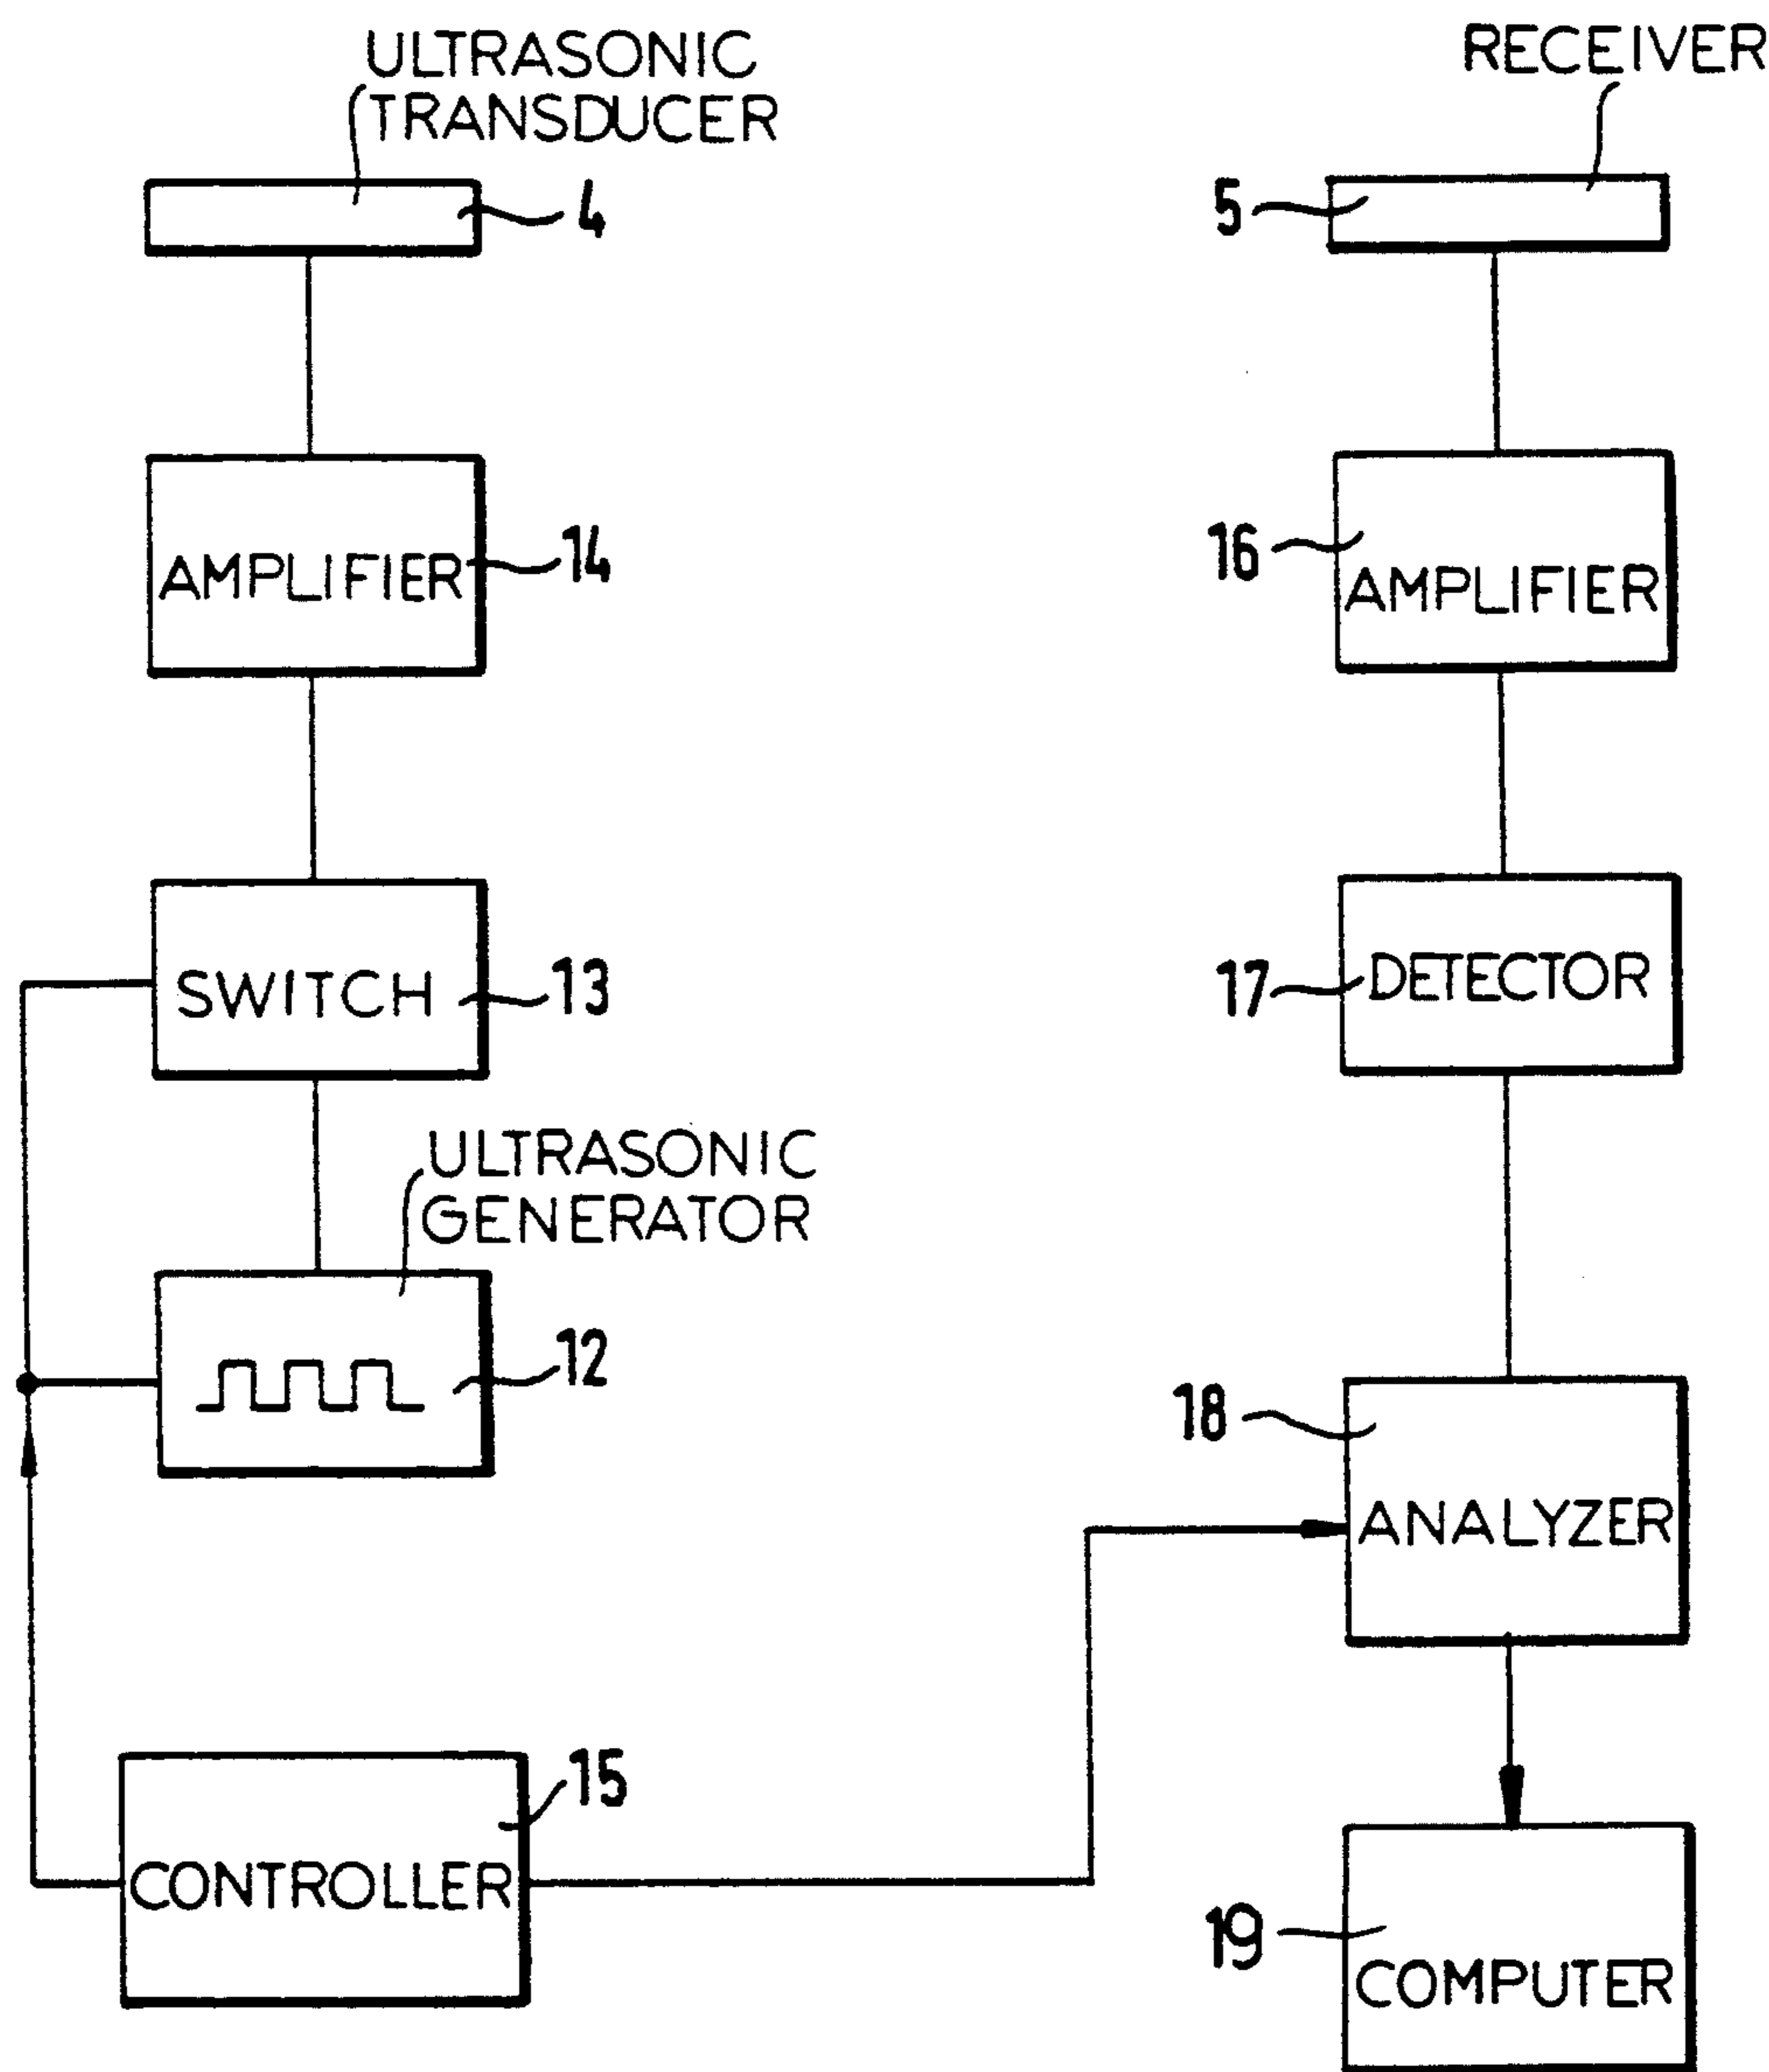 ULTRASONIC
TRANSDUCER
4
AMPLIFIER
14
SWITCH
13
ULTRASONIC
GENERATOR
12
15
CONTROLLER
RECEIVER
5
16
AMPLIFIER
17
DETECTOR
18
ANALYZER
19
COMPUTER